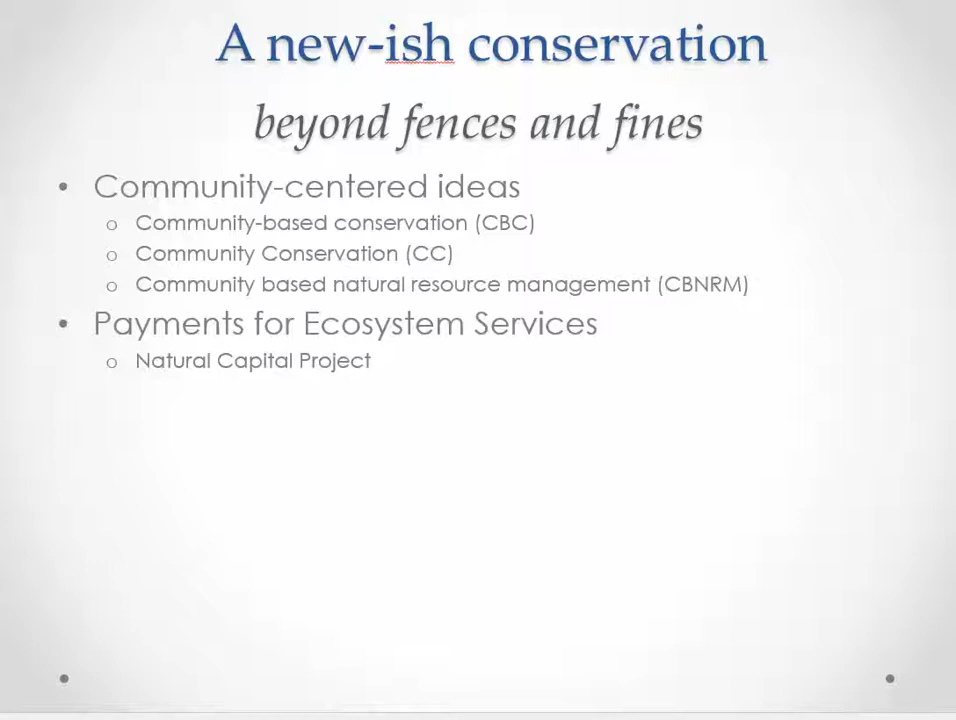 A new-ish conservation
beyond fences and fines
• Community-centered ideas
o Community-based conservation (CBC)
o Community Conservation (CC)
o Community based natural resource management (CBNRM)
• Payments for Ecosystem Services
o Natural Capital Project